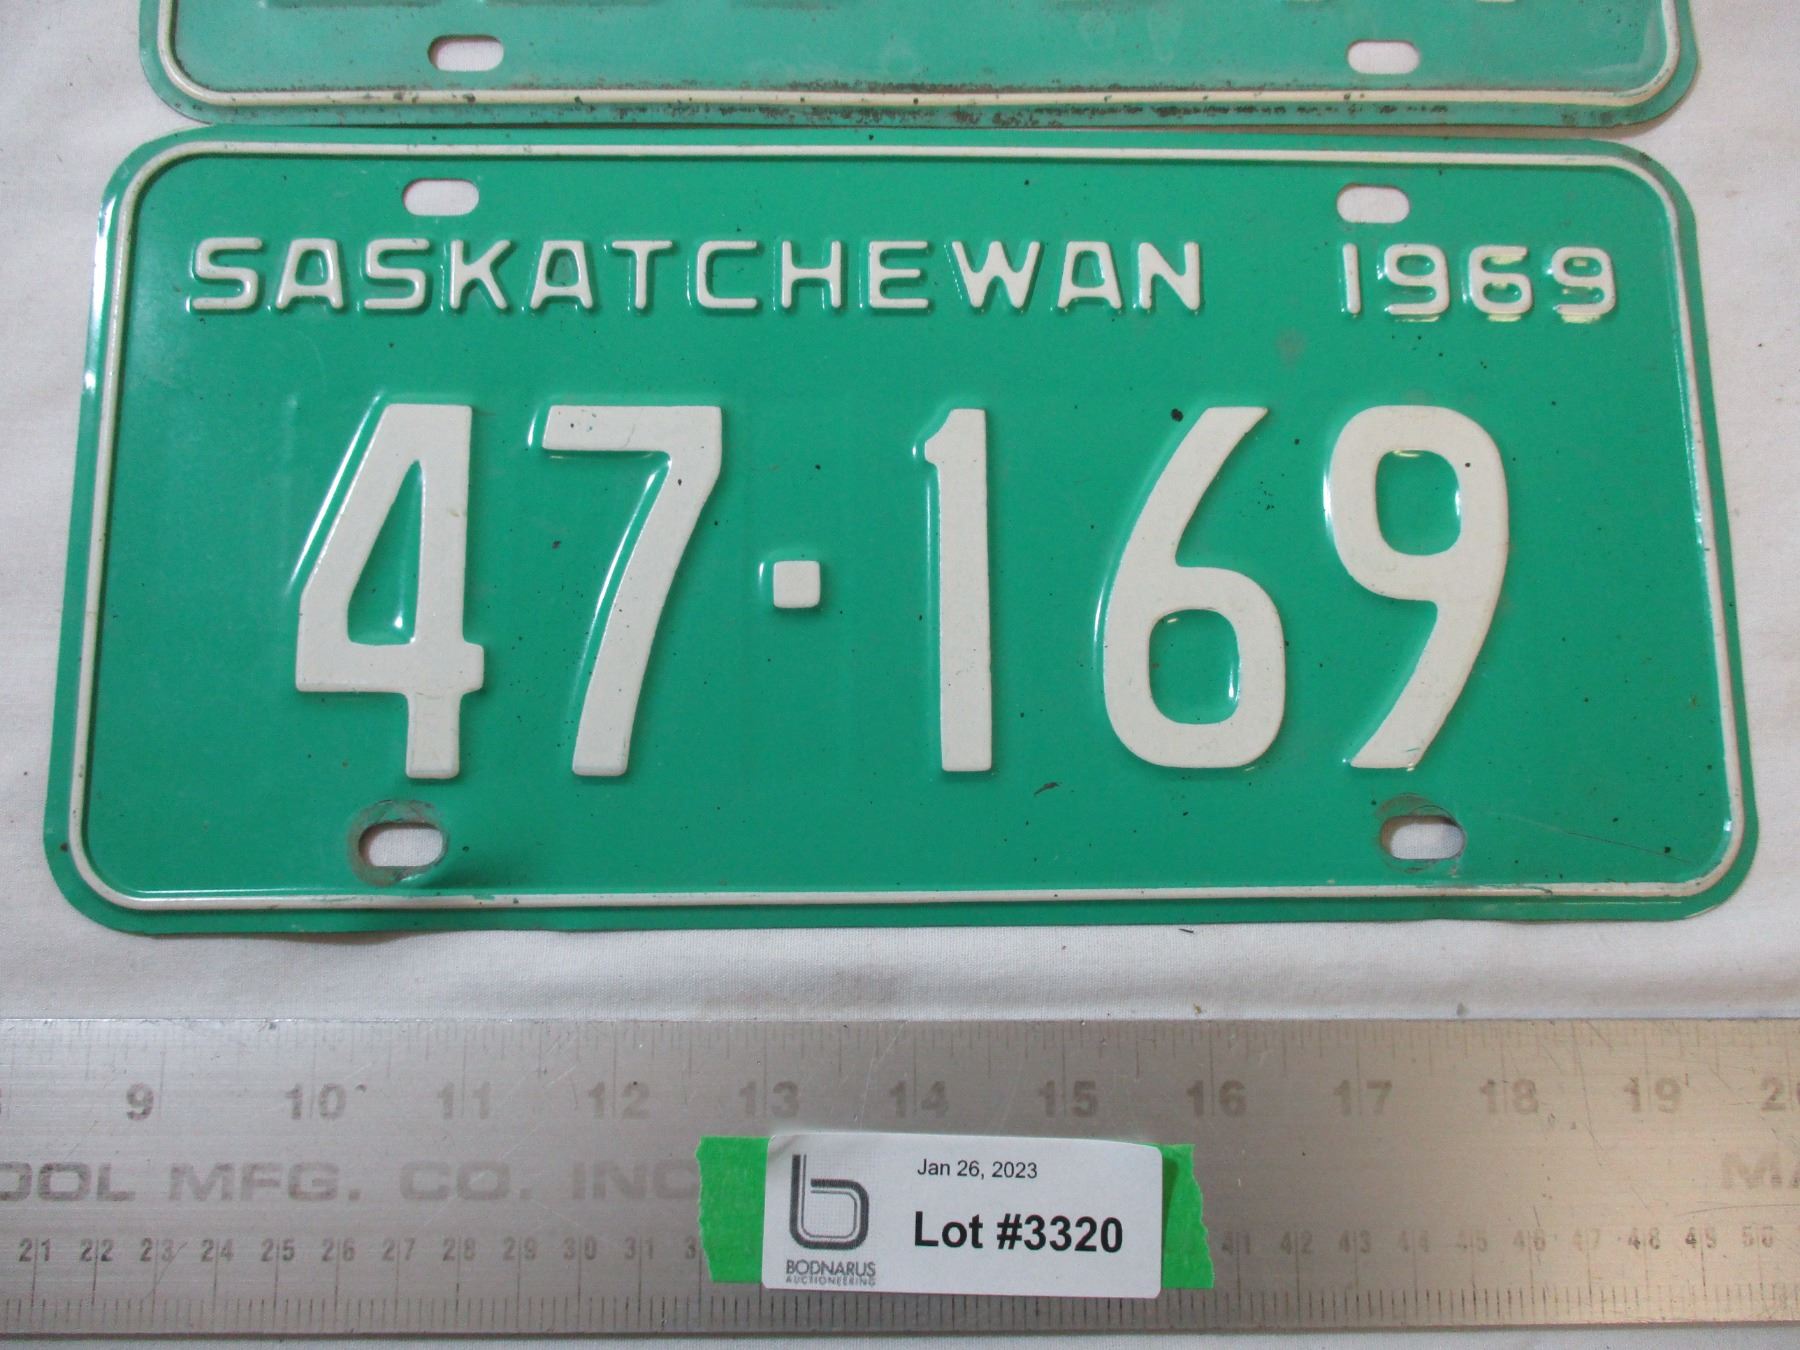 SASKATCHEWAN 1969
47·169
9 10 11 12 13 14 15 16 17 18 19
OOL MFG. CO. INC
Jan 26, 2023
Lot #3320
BODNARUS
AUCTIONEERING
21 22 23 24 25 26 27 28 29 30 31 41 42 43 44 45 46 47 48 49 50